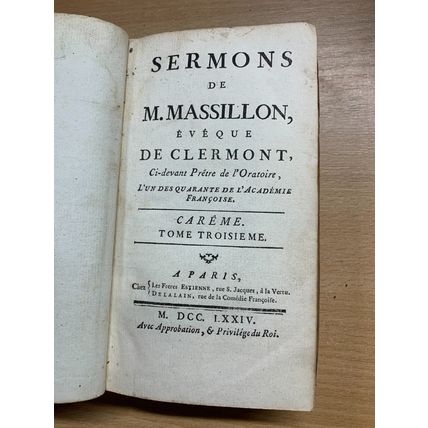 SERMONS
DE
M. MASSILLON,
ÉVÊQUE
DE CLERMONT,
Ci-devant Prêtre de l'Oratoire,
L'UN DES QUARANTE DE L'ACADÉMIE
FRANÇOISE.
CARÊME.
TOME TROISIEME.
A PARIS,
Chez { Les Freres ESTIENNE, rue S. Jacques, à la Vertu.
DELALAIN, rue de la Comédie Françoise.
M. DCC. LXXIV.
Avec Approbation, & Privilége du Roi.